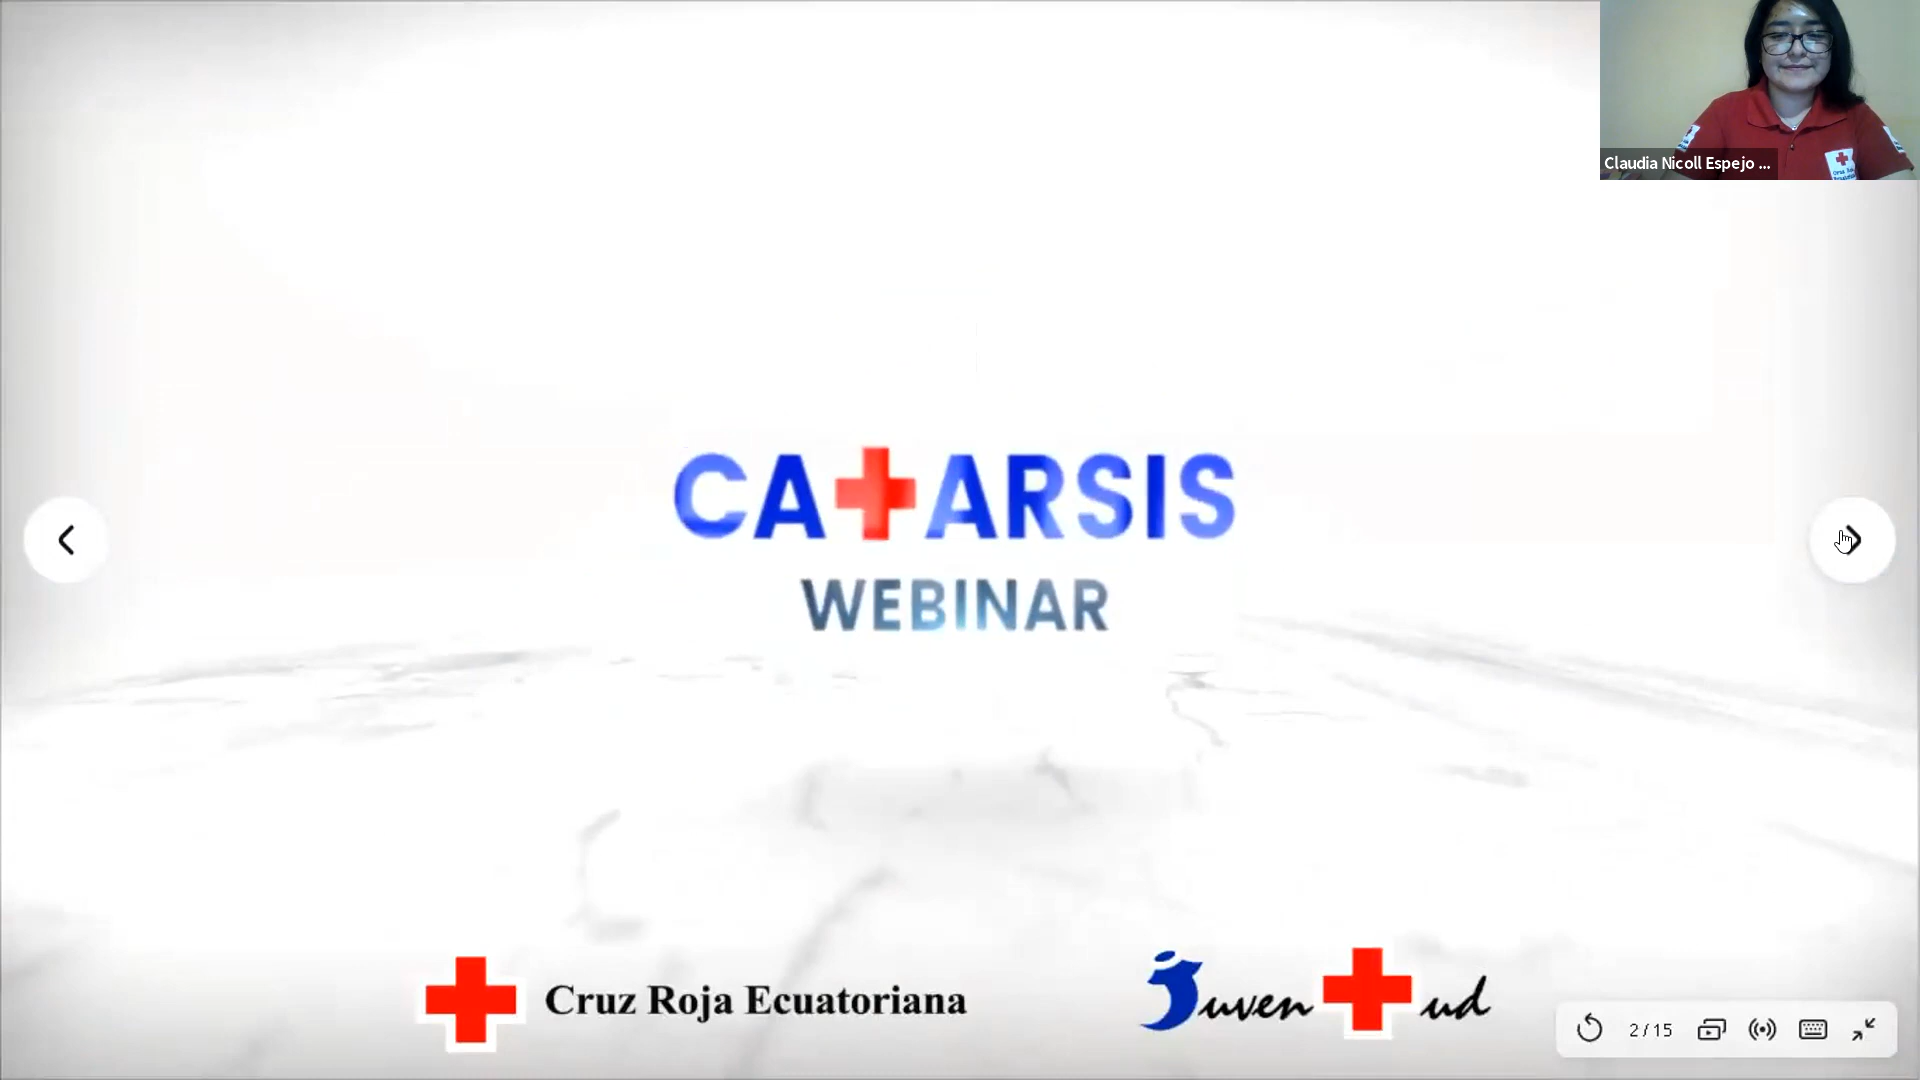 Claudia Nicoll Espejo ...
CA+ARSIS
WEBINAR
Cruz Roja Ecuatoriana
Juven+ud
2 / 15